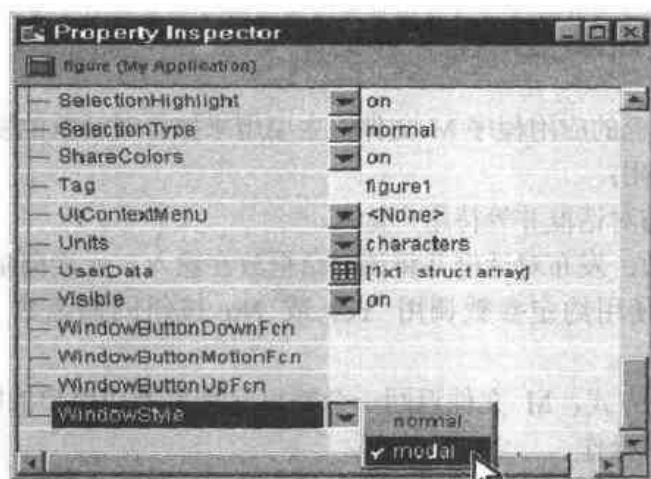 Property Inspector
figure (My Application)
SelectionHighlight on
SelectionType normal
ShareColors on
Tag figure1
UIContextMenu <None>
Units characters
UserData [1x1 struct array]
Visible on
WindowButtonDownFcn
WindowButtonMotionFcn
WindowButtonUpFcn
WindowStyle
normal
modal